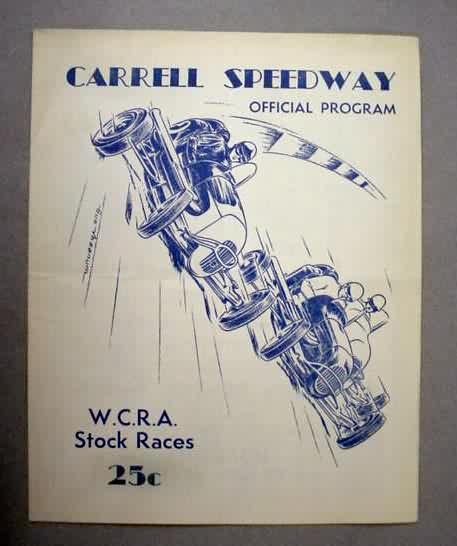 CARRELL SPEEDWAY
OFFICIAL PROGRAM
W.C.R.A.
Stock Races
25c